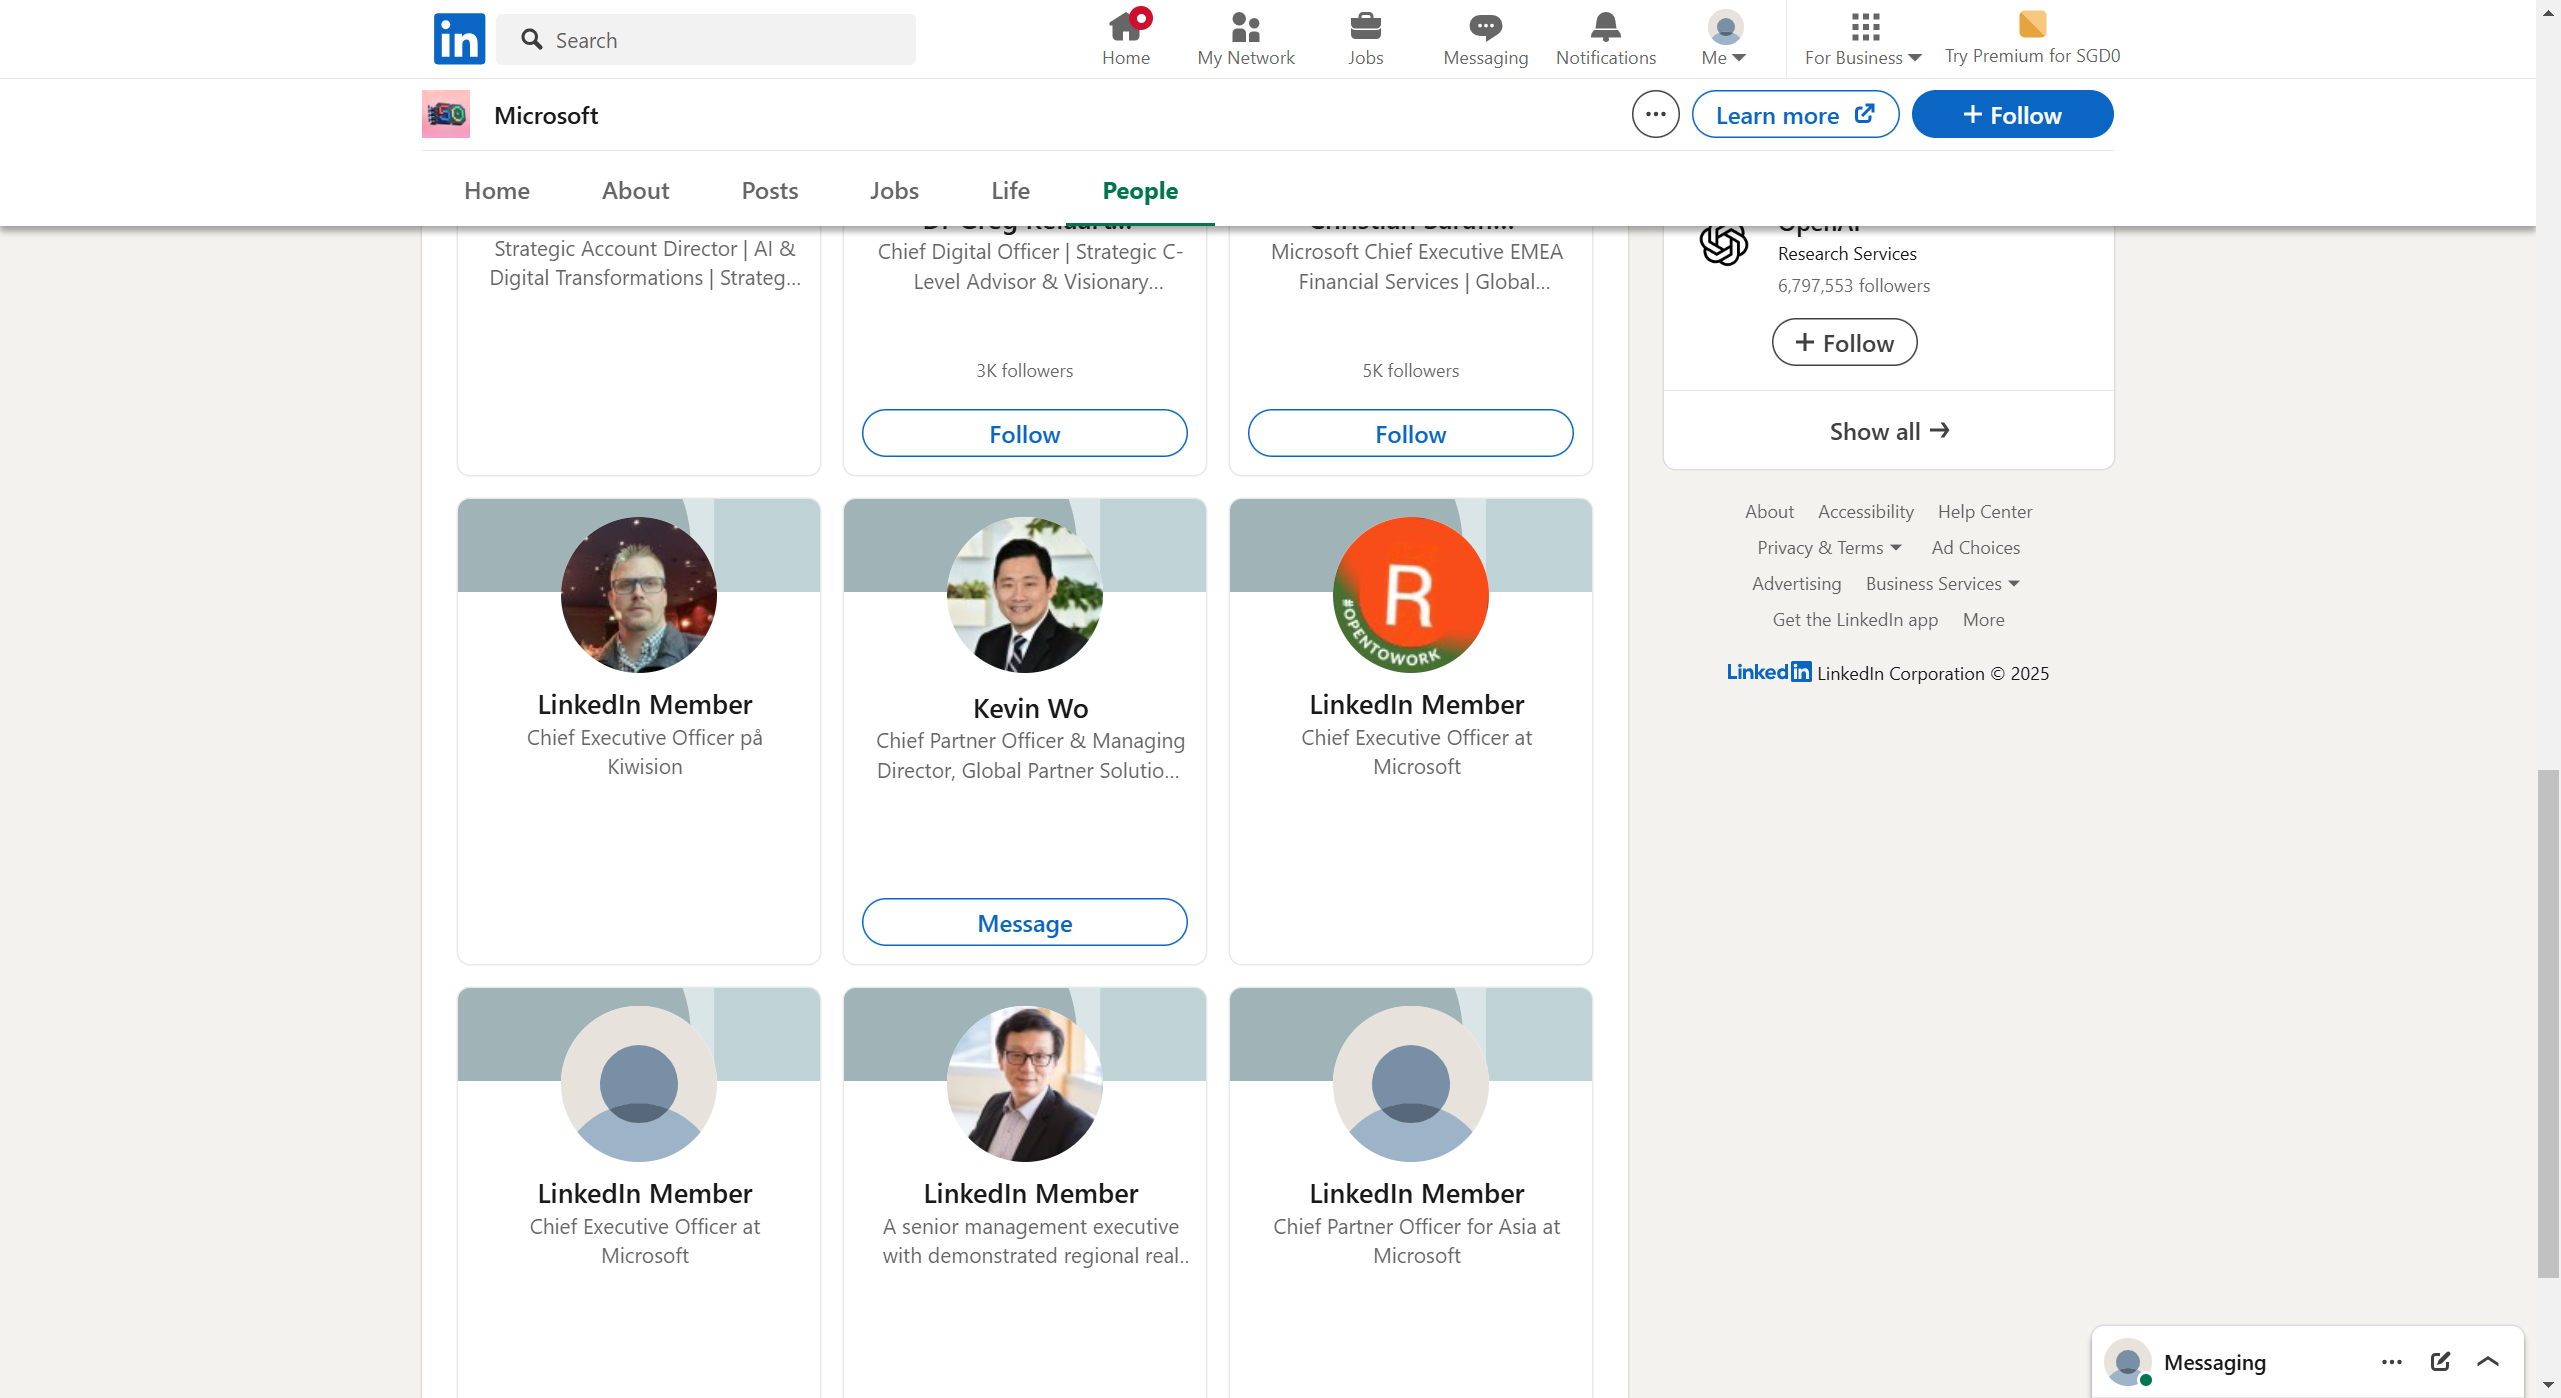 in
Search
Home
My Network
Jobs
Messaging
Notifications
Me
For Business
Try Premium for SGD0
Microsoft
Learn more
+ Follow
Home
About
Posts
Jobs
Life
People
Strategic Account Director | AI &
Digital Transformations | Strateg...
Chief Digital Officer | Strategic C-
Level Advisor & Visionary...
3K followers
Follow
Microsoft Chief Executive EMEA
Financial Services | Global...
5K followers
Follow
OpenAI
Research Services
6,797,553 followers
+ Follow
Show all →
LinkedIn Member
Chief Executive Officer på
Kiwision
Kevin Wo
Chief Partner Officer & Managing
Director, Global Partner Solutio...
Message
R
#OPENTOWORK
LinkedIn Member
Chief Executive Officer at
Microsoft
LinkedIn Member
Chief Executive Officer at
Microsoft
LinkedIn Member
A senior management executive
with demonstrated regional real..
LinkedIn Member
Chief Partner Officer for Asia at
Microsoft
About Accessibility Help Center
Privacy & Terms Ad Choices
Advertising Business Services
Get the LinkedIn app More
LinkedIn LinkedIn Corporation © 2025
Messaging